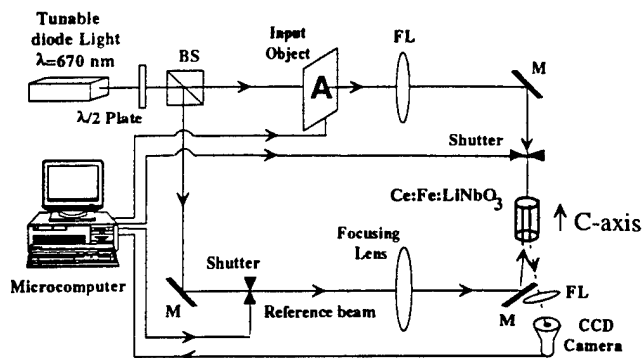 Tunable
diode Light
λ=670 nm
λ/2 Plate
BS
Input
Object
A
FL
M
Shutter
Ce:Fe:LiNbO3
C-axis
Focusing
Lens
Shutter
Microcomputer
M
Reference beam
M
FL
CCD
Camera